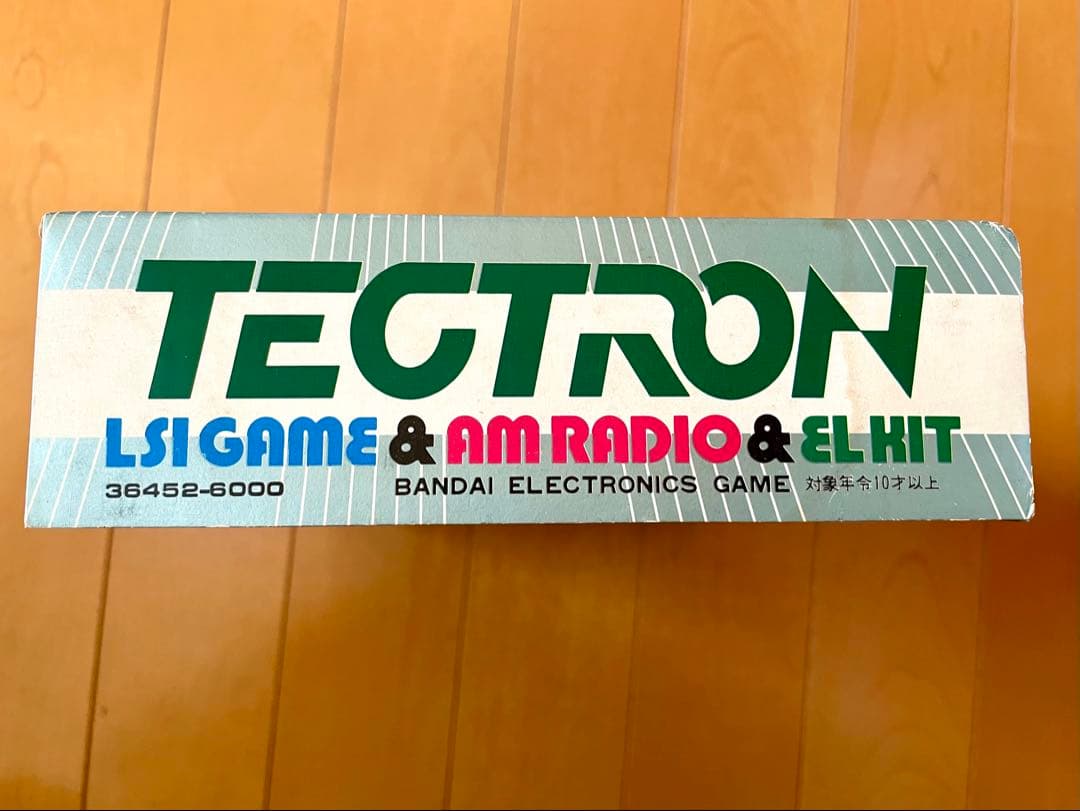 TECTRON
LSI GAME & AM RADIO & EL KIT
36452-6000 BANDAI ELECTRONICS GAME 対象年令10才以上